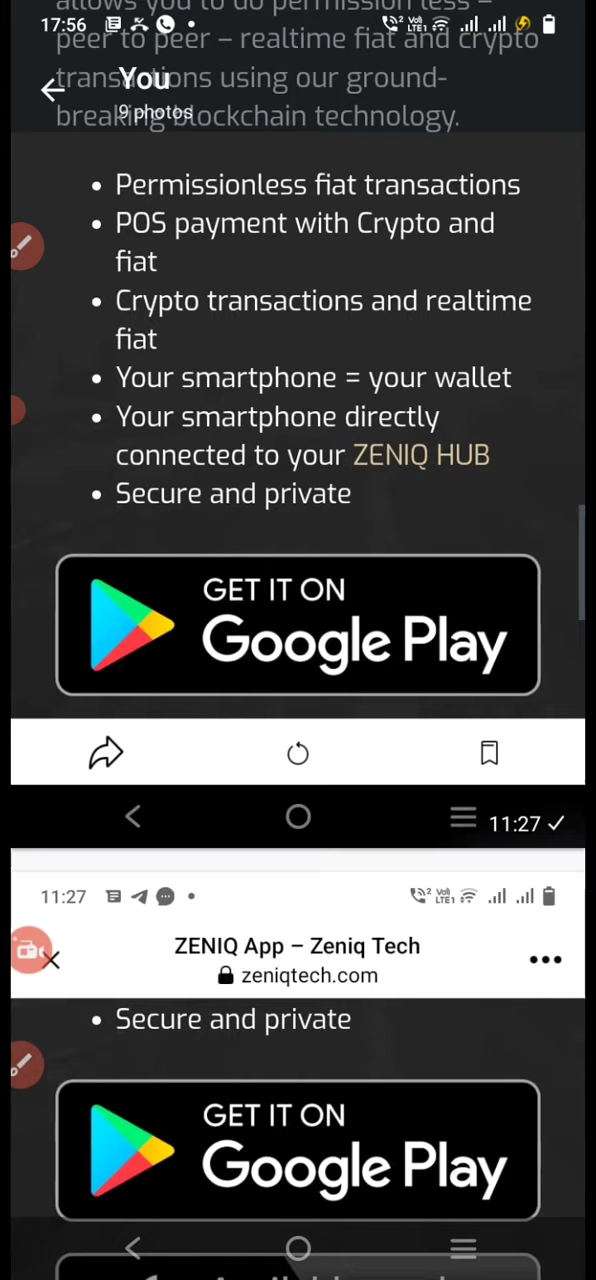 allows you to do permission less –
17:56
peer to peer – realtime fiat and crypto
transactions using our ground-
You
9 photos
breaking blockchain technology.
• Permissionless fiat transactions
• POS payment with Crypto and
fiat
• Crypto transactions and realtime
fiat
• Your smartphone = your wallet
• Your smartphone directly
connected to your ZENIQ HUB
• Secure and private
GET IT ON
Google Play
11:27
11:27
ZENIQ App – Zeniq Tech
zeniqtech.com
• Secure and private
GET IT ON
Google Play